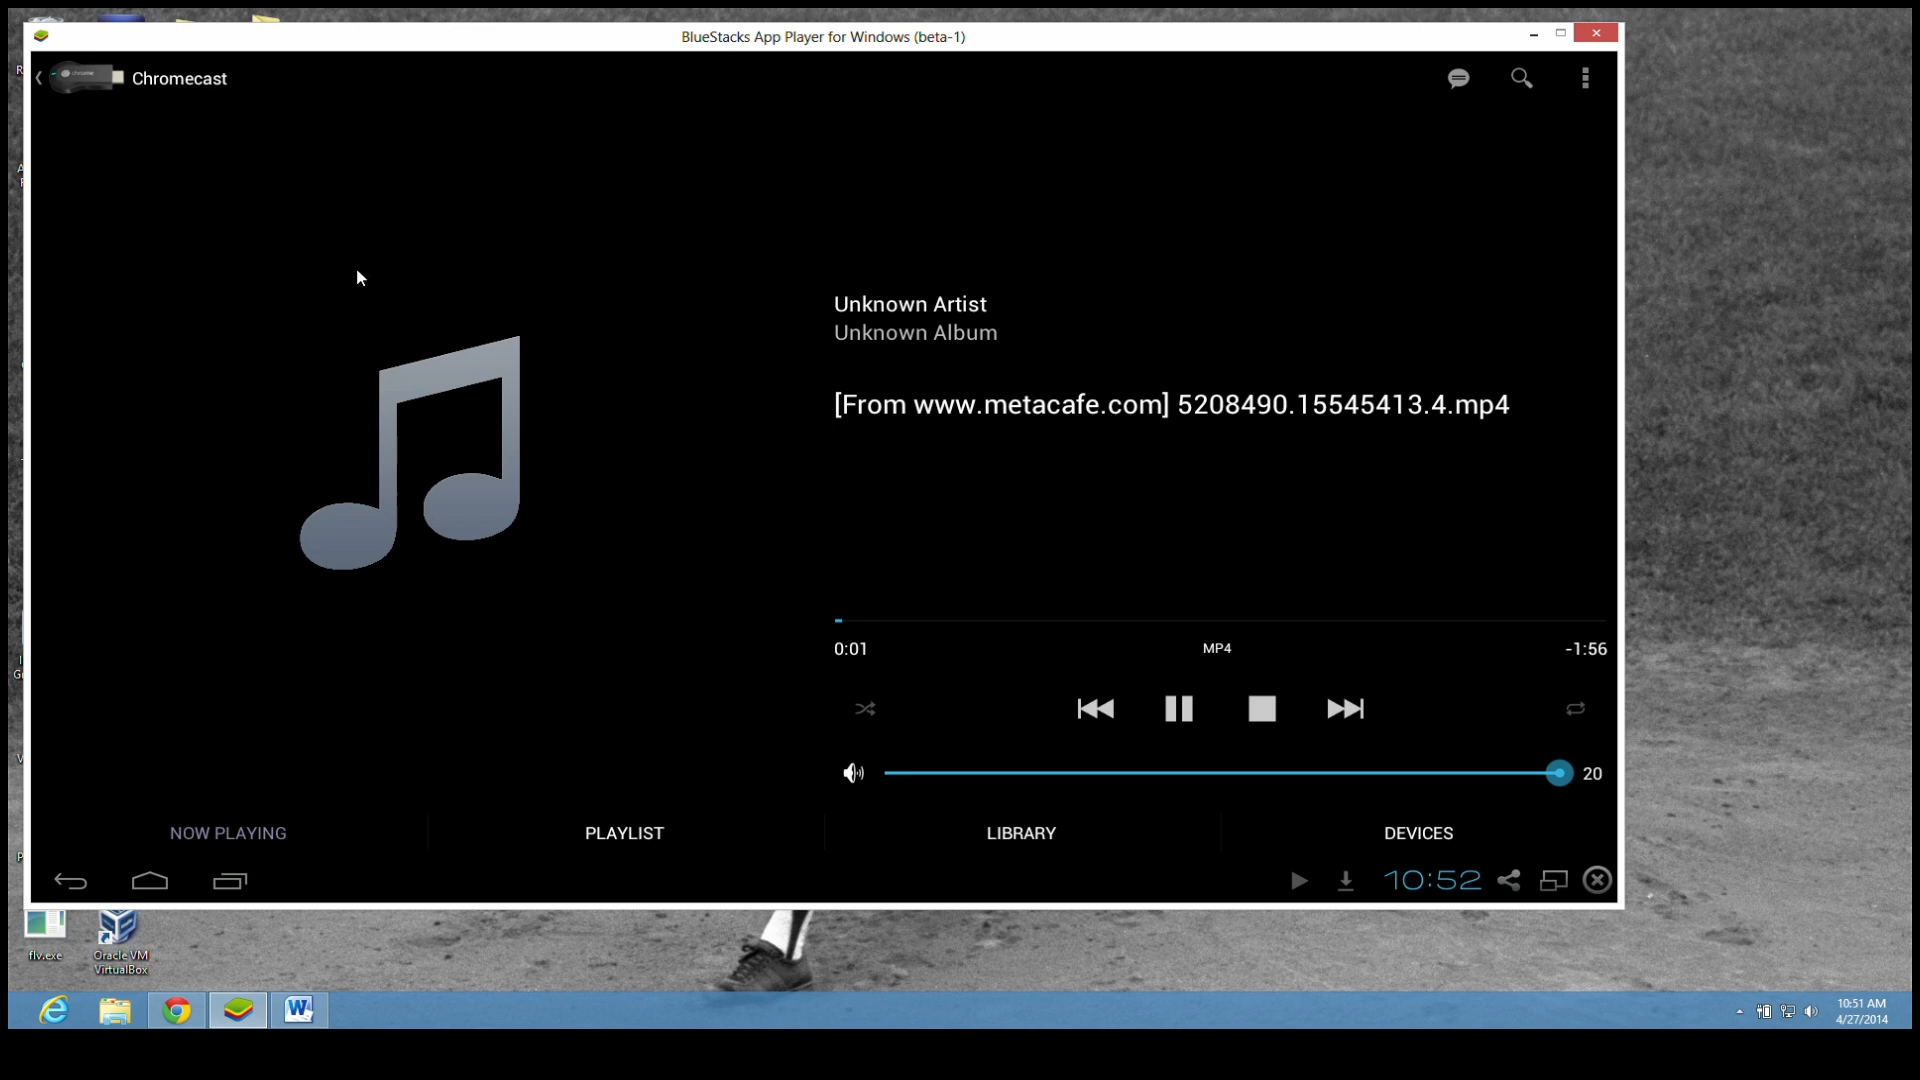 BlueStacks App Player for Windows (beta-1)
Chromecast
Unknown Artist
Unknown Album
[From www.metacafe.com] 5208490.15545413.4.mp4
0:01
MP4
-1:56
20
NOW PLAYING
PLAYLIST
LIBRARY
DEVICES
10:52
flv.exe
Oracle VM
VirtualBox
10:51 AM
4/27/2014